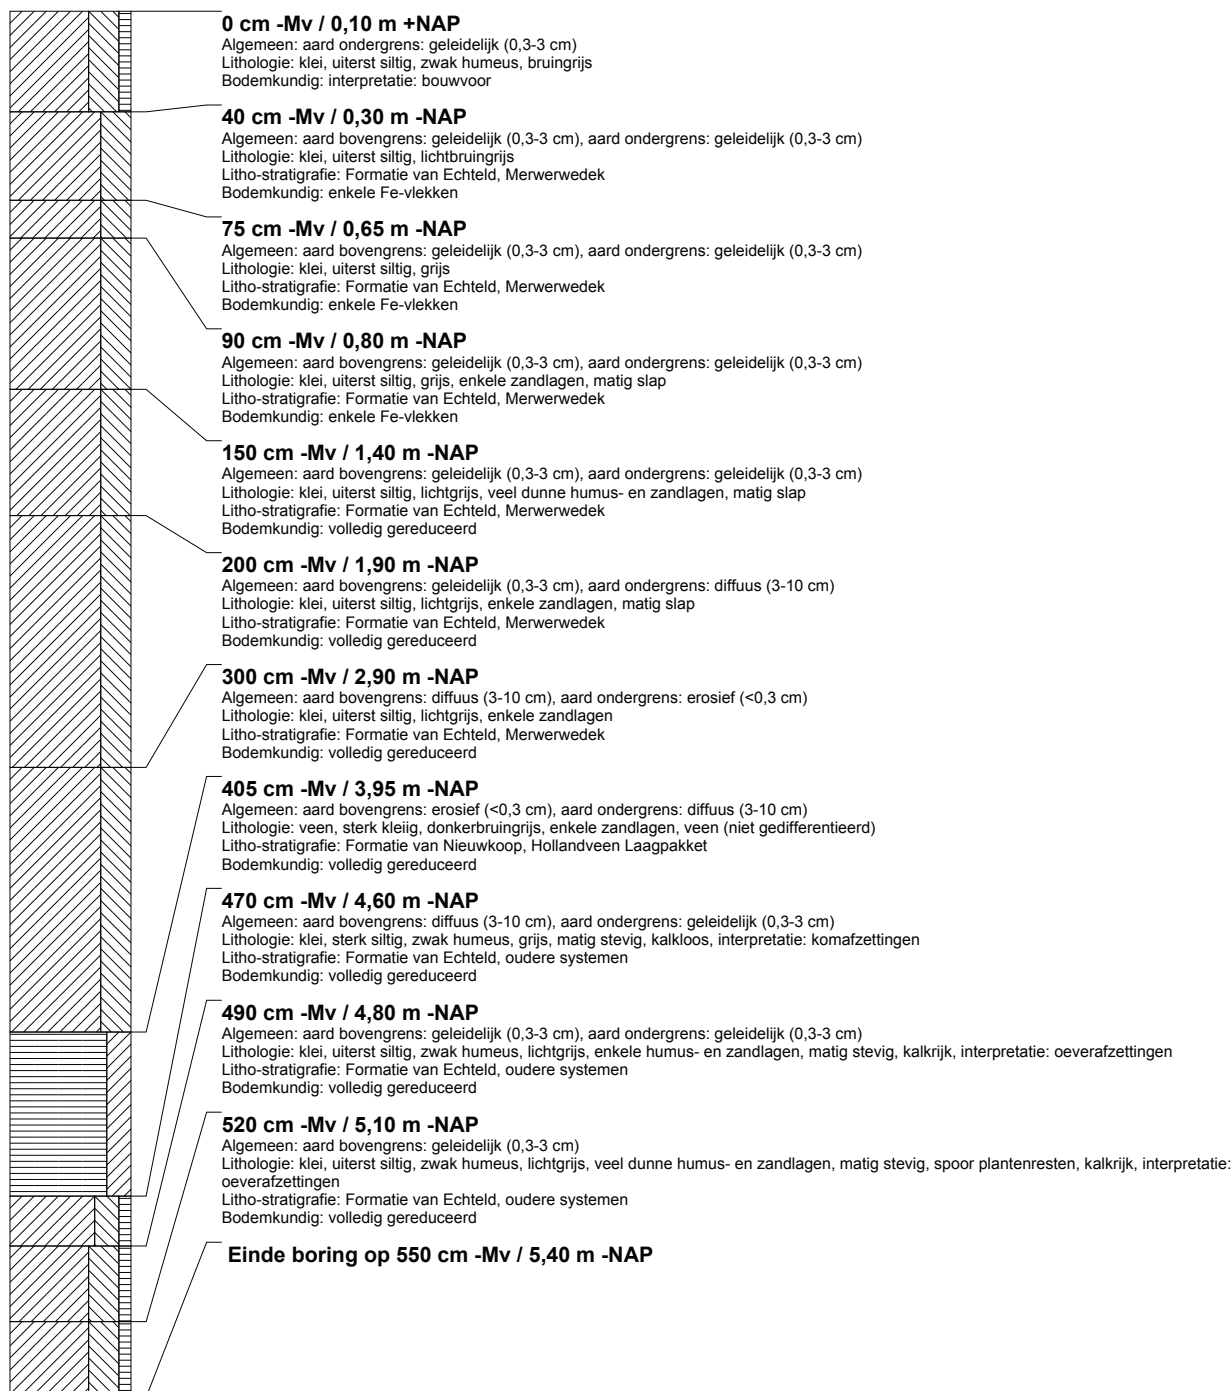 0 cm -Mv / 0,10 m +NAP
Algemeen: aard ondergrens: geleidelijk (0,3-3 cm)
Lithologie: klei, uiterst siltig, zwak humeus, bruingrijs
Bodemkundig: interpretatie: bouwvoor
40 cm -Mv / 0,30 m -NAP
Algemeen: aard bovengrens: geleidelijk (0,3-3 cm), aard ondergrens: geleidelijk (0,3-3 cm)
Lithologie: klei, uiterst siltig, lichtbruingrijs
Litho-stratigrafie: Formatie van Echteld, Merwerwedek
Bodemkundig: enkele Fe-vlekken
75 cm -Mv / 0,65 m -NAP
Algemeen: aard bovengrens: geleidelijk (0,3-3 cm), aard ondergrens: geleidelijk (0,3-3 cm)
Lithologie: klei, uiterst siltig, grijs
Litho-stratigrafie: Formatie van Echteld, Merwerwedek
Bodemkundig: enkele Fe-vlekken
90 cm -Mv / 0,80 m -NAP
Algemeen: aard bovengrens: geleidelijk (0,3-3 cm), aard ondergrens: geleidelijk (0,3-3 cm)
Lithologie: klei, uiterst siltig, grijs, enkele zandlagen, matig slap
Litho-stratigrafie: Formatie van Echteld, Merwerwedek
Bodemkundig: enkele Fe-vlekken
150 cm -Mv / 1,40 m -NAP
Algemeen: aard bovengrens: geleidelijk (0,3-3 cm), aard ondergrens: geleidelijk (0,3-3 cm)
Lithologie: klei, uiterst siltig, lichtgrijs, veel dunne humus- en zandlagen, matig slap
Litho-stratigrafie: Formatie van Echteld, Merwerwedek
Bodemkundig: volledig gereduceerd
200 cm -Mv / 1,90 m -NAP
Algemeen: aard bovengrens: geleidelijk (0,3-3 cm), aard ondergrens: diffuus (3-10 cm)
Lithologie: klei, uiterst siltig, lichtgrijs, enkele zandlagen, matig slap
Litho-stratigrafie: Formatie van Echteld, Merwerwedek
Bodemkundig: volledig gereduceerd
300 cm -Mv / 2,90 m -NAP
Algemeen: aard bovengrens: diffuus (3-10 cm), aard ondergrens: erosief (<0,3 cm)
Lithologie: klei, uiterst siltig, lichtgrijs, enkele zandlagen
Litho-stratigrafie: Formatie van Echteld, Merwerwedek
Bodemkundig: volledig gereduceerd
405 cm -Mv / 3,95 m -NAP
Algemeen: aard bovengrens: erosief (<0,3 cm), aard ondergrens: diffuus (3-10 cm)
Lithologie: veen, sterk kleiig, donkerbruingrijs, enkele zandlagen, veen (niet gedifferentieerd)
Litho-stratigrafie: Formatie van Nieuwkoop, Hollandveen Laagpakket
Bodemkundig: volledig gereduceerd
470 cm -Mv / 4,60 m -NAP
Algemeen: aard bovengrens: diffuus (3-10 cm), aard ondergrens: geleidelijk (0,3-3 cm)
Lithologie: klei, sterk siltig, zwak humeus, grijs, matig stevig, kalkloos, interpretatie: komafzettingen
Litho-stratigrafie: Formatie van Echteld, oudere systemen
Bodemkundig: volledig gereduceerd
490 cm -Mv / 4,80 m -NAP
Algemeen: aard bovengrens: geleidelijk (0,3-3 cm), aard ondergrens: geleidelijk (0,3-3 cm)
Lithologie: klei, uiterst siltig, zwak humeus, lichtgrijs, enkele humus- en zandlagen, matig stevig, kalkrijk, interpretatie: oeverafzettingen
Litho-stratigrafie: Formatie van Echteld, oudere systemen
Bodemkundig: volledig gereduceerd
520 cm -Mv / 5,10 m -NAP
Algemeen: aard bovengrens: geleidelijk (0,3-3 cm)
Lithologie: klei, uiterst siltig, zwak humeus, lichtgrijs, veel dunne humus- en zandlagen, matig stevig, spoor plantenresten, kalkrijk, interpretatie:
oeverafzettingen
Litho-stratigrafie: Formatie van Echteld, oudere systemen
Bodemkundig: volledig gereduceerd
Einde boring op 550 cm -Mv / 5,40 m -NAP